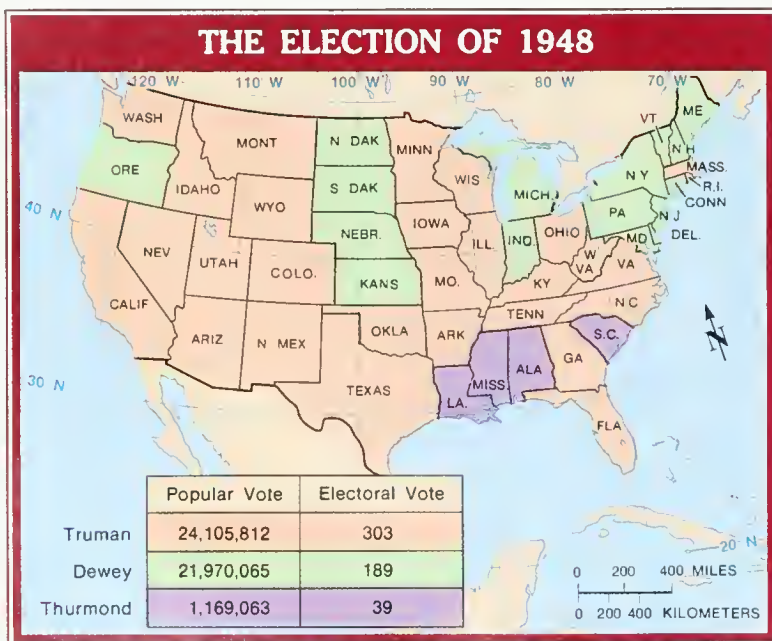 THE ELECTION OF 1948
120 W 110 W 100 W 90 W 80 W 70 W
WASH
MONT
N DAK
MINN
VT
ME
N H
ORE
IDAHO
S DAK
WIS
MICH.
N Y
MASS.
R.I.
CONN
WYO
40 N
NEBR.
IOWA
ILL.
IND.
OHIO
PA
N J
DEL.
MD
NEV
UTAH
COLO.
KANS
MO.
W
VA
VA
KY
CALIF
ARIZ
N MEX
OKLA
ARK
TENN
N C
S.C.
30 N
TEXAS
LA.
MISS.
ALA
GA
FLA
N
20 N
Popular Vote Electoral Vote
Truman 24,105,812 303
Dewey 21,970,065 189
Thurmond 1,169,063 39
0 200 400 MILES
0 200 400 KILOMETERS